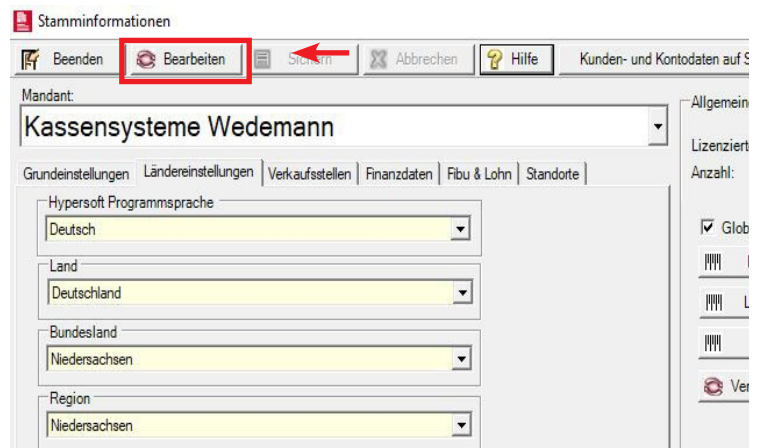 Stamminformationen
Beenden Bearbeiten Sichern Abbrechen Hilfe Kunden- und Kontodaten auf S
Mandant:
Kassensysteme Wedemann
Allgemein
Lizenziert
Anzahl:
Grundeinstellungen Ländereinstellungen Verkaufsstellen Finanzdaten Fibu & Lohn Standorte
Hypersoft Programmsprache
Deutsch
Glob
Land
Deutschland
L
Bundesland
Niedersachsen
Ver
Region
Niedersachsen